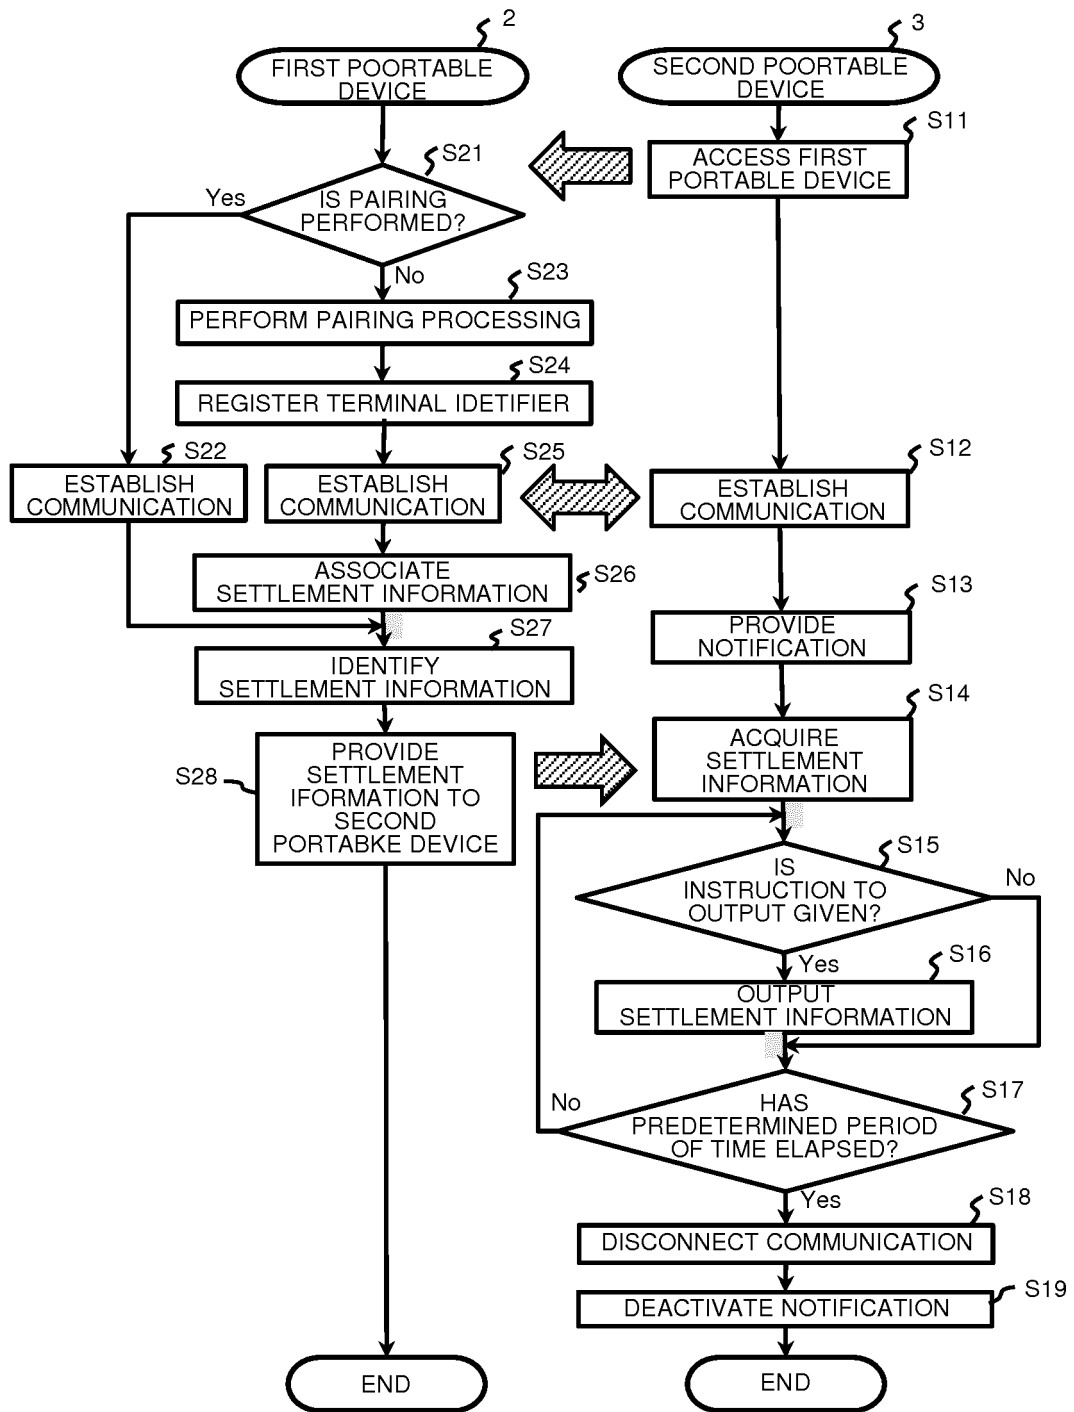 2
FIRST POORTABLE
DEVICE
S21
Yes
IS PAIRING
PERFORMED?
No
S23
PERFORM PAIRING PROCESSING
S24
REGISTER TERMINAL IDETIFIER
S22
ESTABLISH
COMMUNICATION
S25
ESTABLISH
COMMUNICATION
ASSOCIATE
SETTLEMENT INFORMATION
S26
S27
IDENTIFY
SETTLEMENT INFORMATION
S28
PROVIDE
SETTLEMENT
IFORMATION TO
SECOND
PORTABKE DEVICE
END
3
SECOND POORTABLE
DEVICE
S11
ACCESS FIRST
PORTABLE DEVICE
S12
ESTABLISH
COMMUNICATION
S13
PROVIDE
NOTIFICATION
S14
ACQUIRE
SETTLEMENT
INFORMATION
S15
IS
INSTRUCTION TO
OUTPUT GIVEN?
No
Yes
S16
OUTPUT
SETTLEMENT INFORMATION
S17
No
HAS
PREDETERMINED PERIOD
OF TIME ELAPSED?
Yes
S18
DISCONNECT COMMUNICATION
S19
DEACTIVATE NOTIFICATION
END